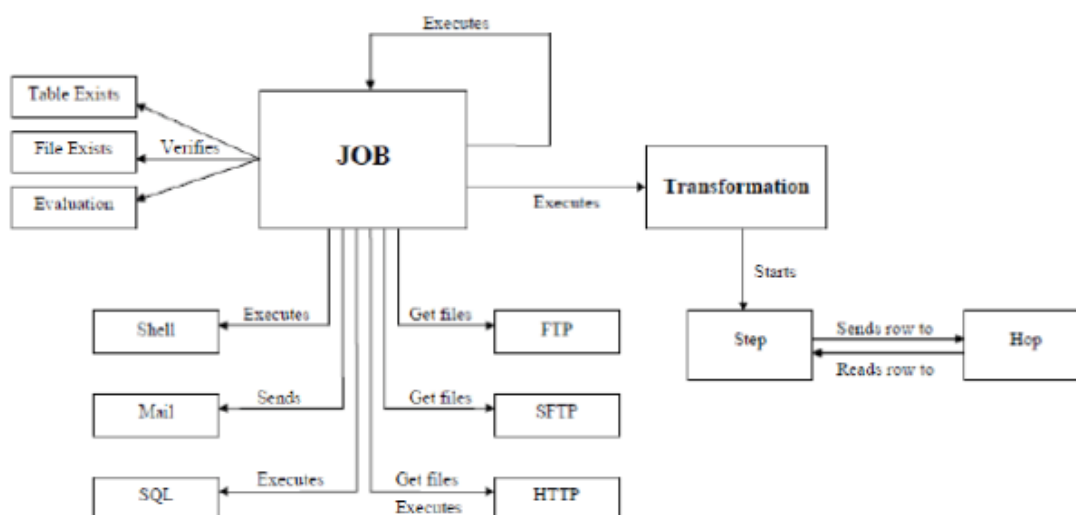 Executes
Table Exists
File Exists
Verifies
Evaluation
JOB
Executes
Transformation
Starts
Shell
Executes
Get files
FTP
Step
Sends row to
Reads row to
Hop
Mail
Sends
Get files
SFTP
SQL
Executes
Get files
Executes
HTTP